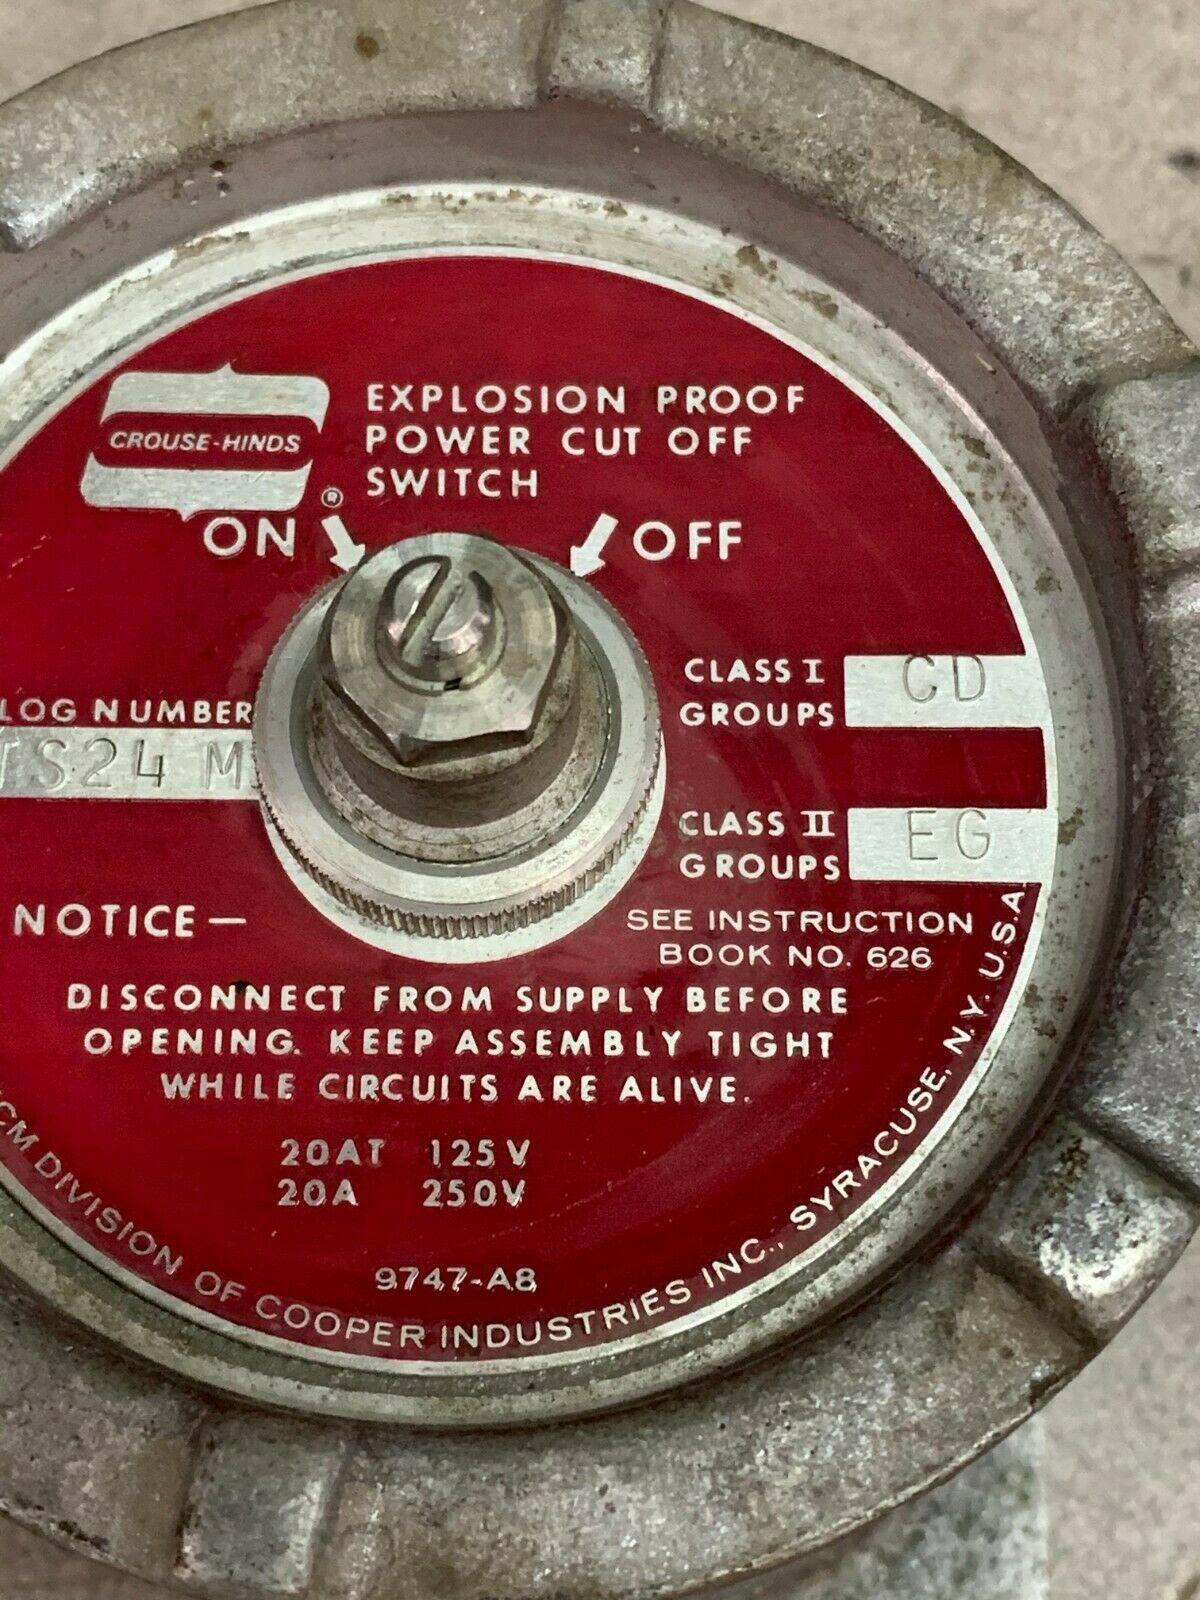 CROUSE-HINDS
®
EXPLOSION PROOF
POWER CUT OFF
SWITCH
ON
OFF
CLASS I
GROUPS
CD
NUMBER
24 M
CLASS II
GROUPS
EG
NOTICE—
SEE INSTRUCTION
BOOK NO. 626
DISCONNECT FROM SUPPLY BEFORE
OPENING. KEEP ASSEMBLY TIGHT
WHILE CIRCUITS ARE ALIVE.
20AT 125V
20A 250V
9747-A8
DIVISION OF COOPER INDUSTRIES INC., SYRACUSE, N.Y. U.S.A